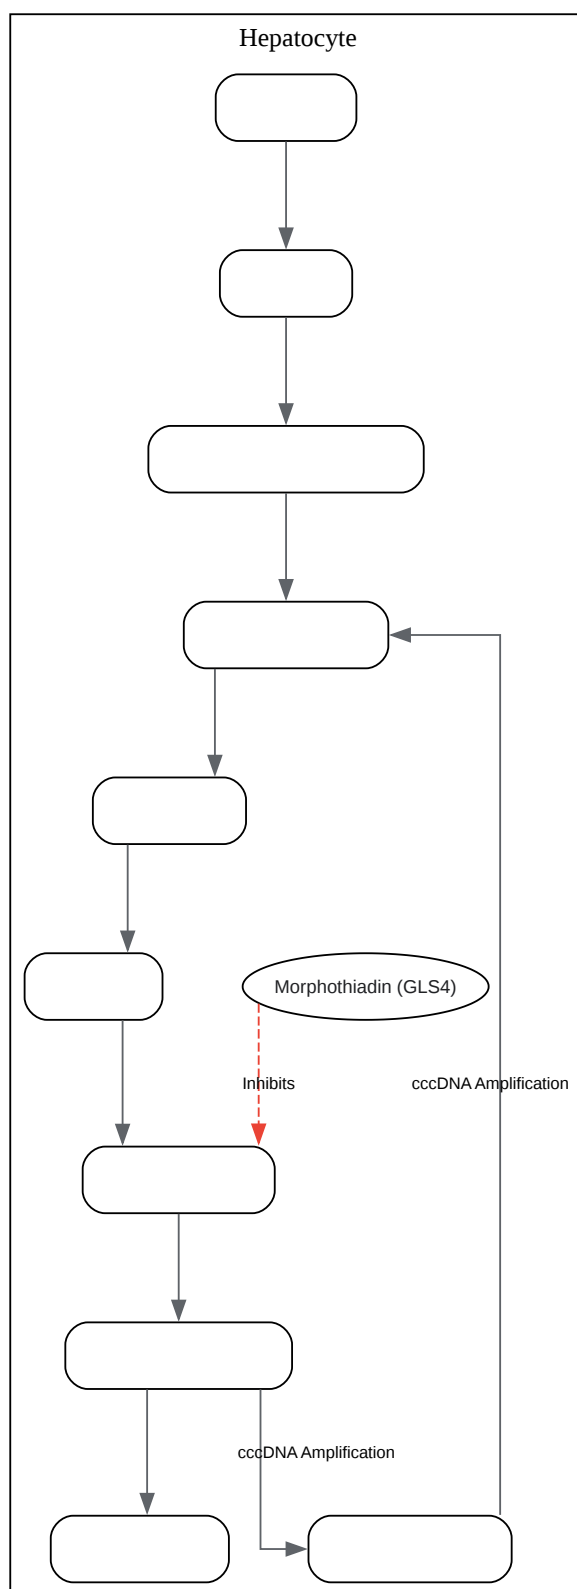 Hepatocyte
Morphothiadin (GLS4)
Inhibits
cccDNA Amplification
cccDNA Amplification